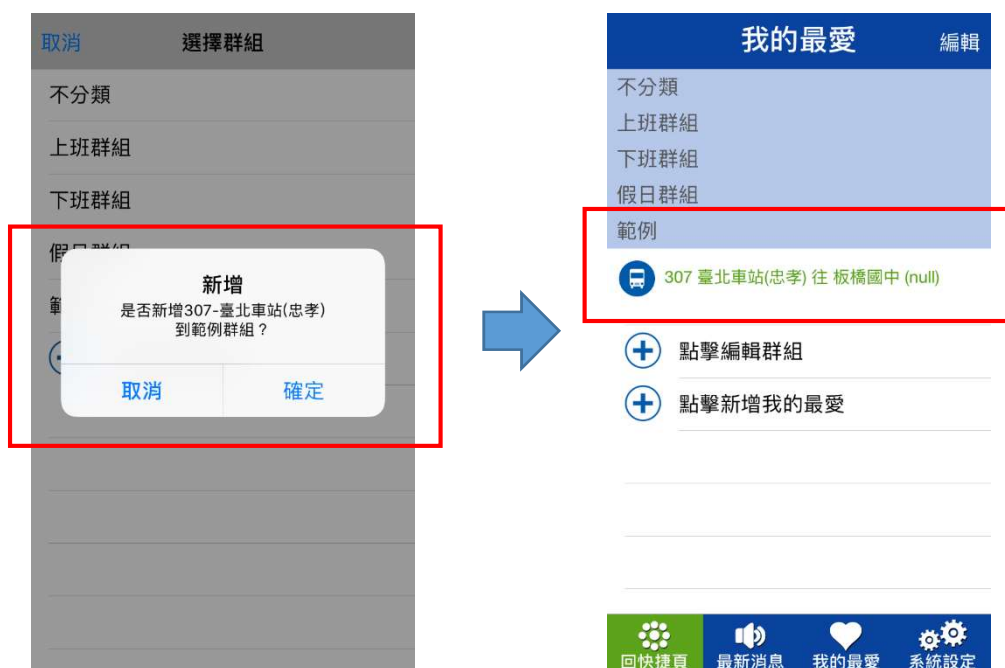 取消 選擇群組
不分類
上班群組
下班群組
新增
是否新增307-臺北車站(忠孝)
到範例群組？
取消 確定
我的最愛 編輯
不分類
上班群組
下班群組
假日群組
範例
307 臺北車站(忠孝) 往 板橋國中 (null)
點擊編輯群組
點擊新增我的最愛
回快捷頁 最新消息 我的最愛 系統設定